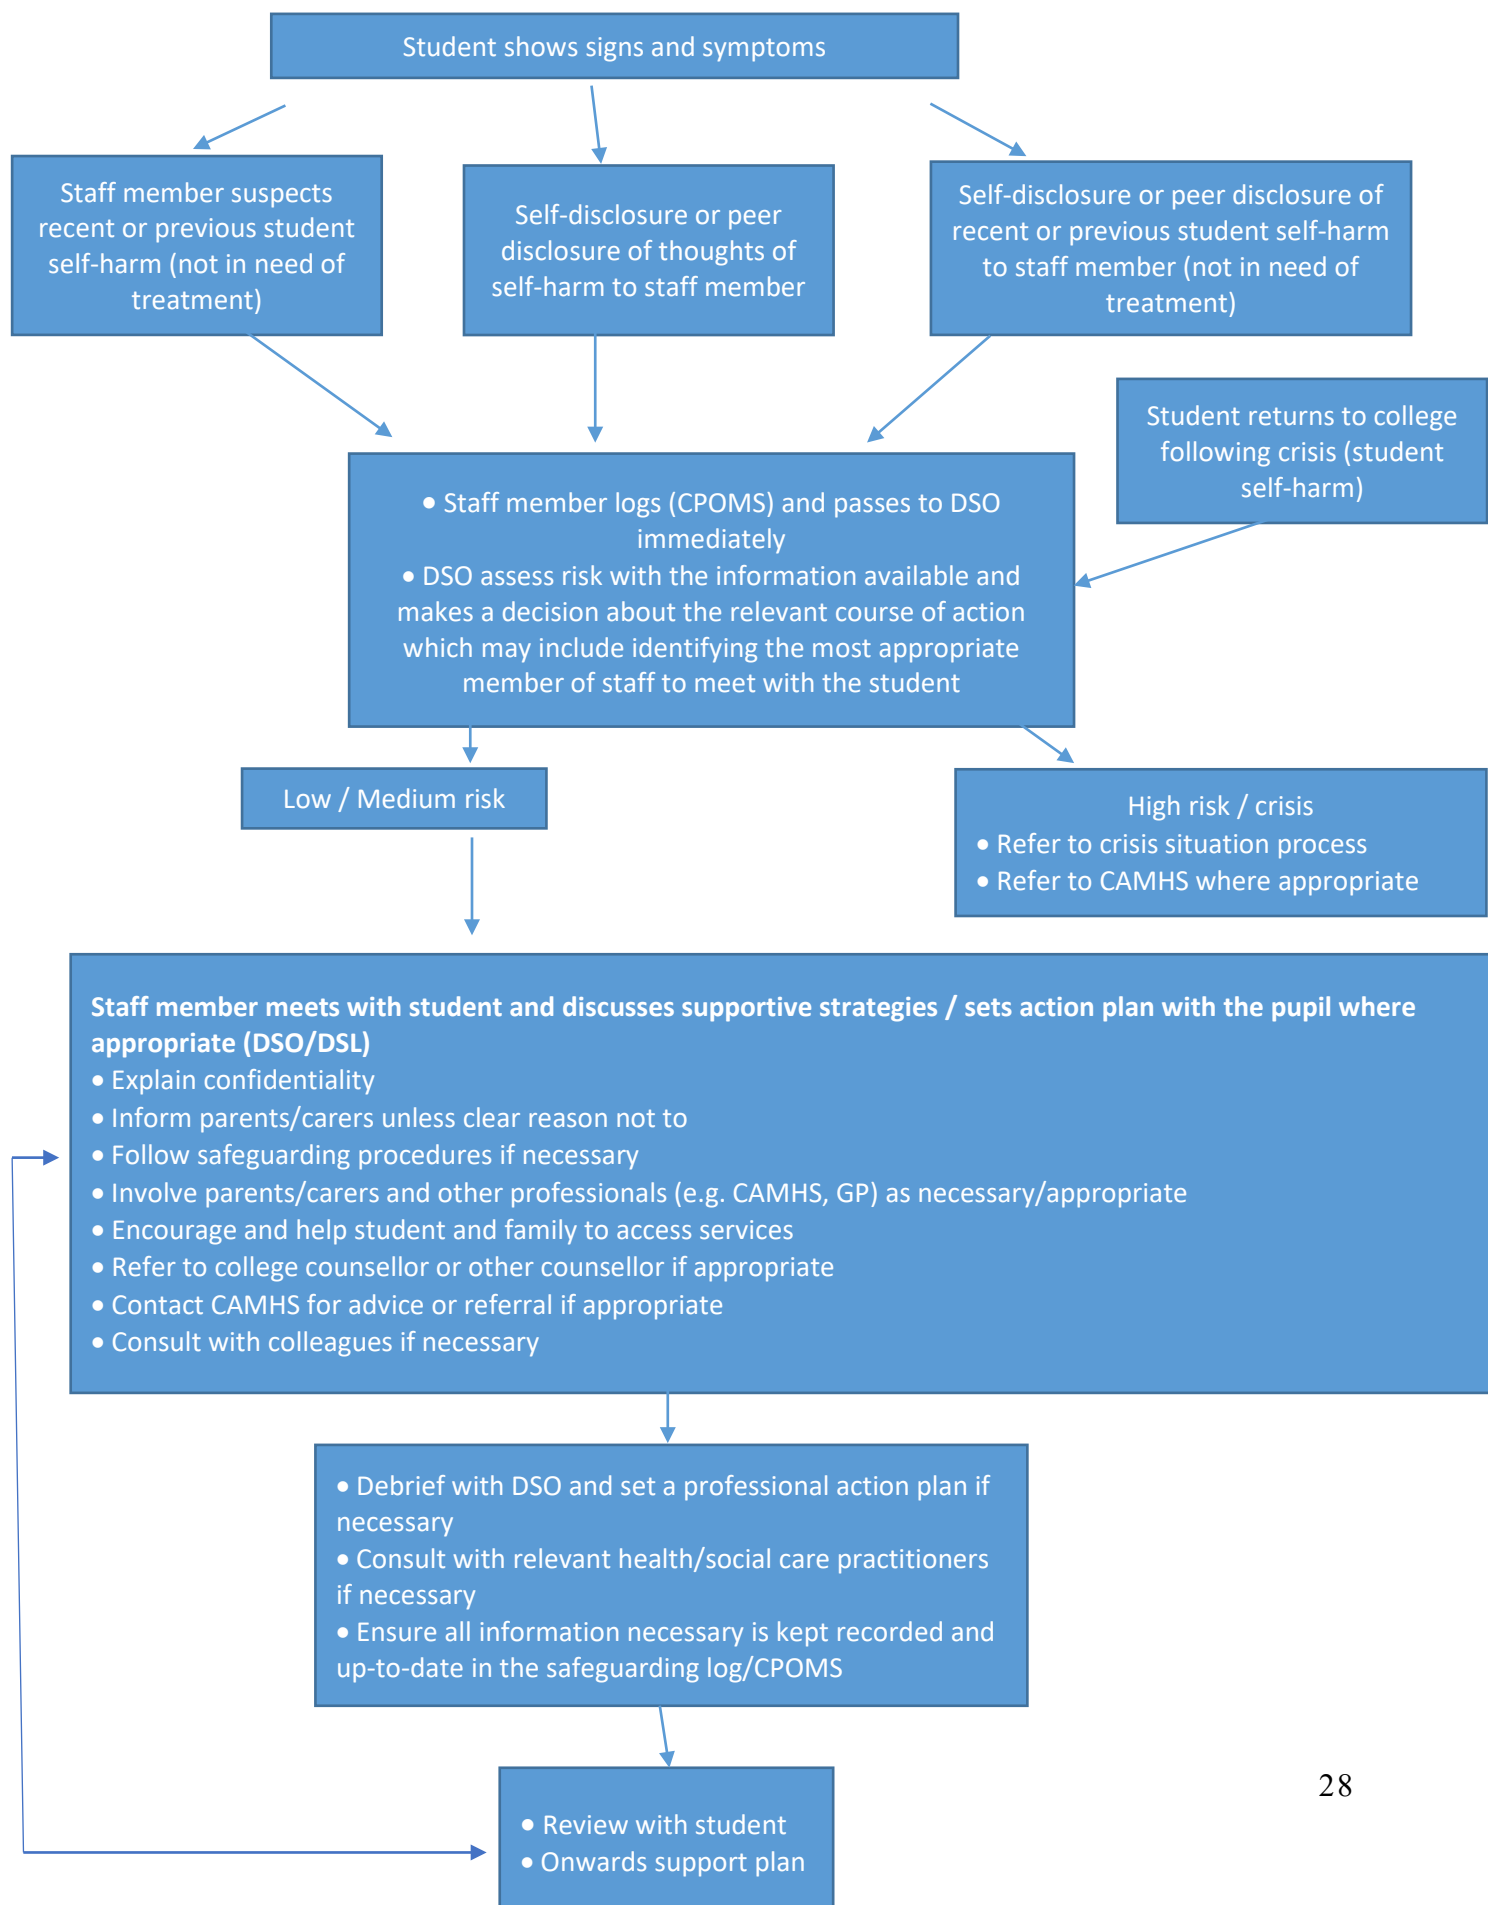 Student shows signs and symptoms
Staff member suspects
recent or previous student
self-harm (not in need of
treatment)
Self-disclosure or peer
disclosure of thoughts of
self-harm to staff member
Self-disclosure or peer disclosure of
recent or previous student self-harm
to staff member (not in need of
treatment)
Student returns to college
following crisis (student
self-harm)
● Staff member logs (CPOMS) and passes to DSO
immediately
● DSO assess risk with the information available and
makes a decision about the relevant course of action
which may include identifying the most appropriate
member of staff to meet with the student
Low / Medium risk
High risk / crisis
● Refer to crisis situation process
● Refer to CAMHS where appropriate
Staff member meets with student and discusses supportive strategies / sets action plan with the pupil where
appropriate (DSO/DSL)
● Explain confidentiality
● Inform parents/carers unless clear reason not to
● Follow safeguarding procedures if necessary
● Involve parents/carers and other professionals (e.g. CAMHS, GP) as necessary/appropriate
● Encourage and help student and family to access services
● Refer to college counsellor or other counsellor if appropriate
● Contact CAMHS for advice or referral if appropriate
● Consult with colleagues if necessary
● Debrief with DSO and set a professional action plan if
necessary
● Consult with relevant health/social care practitioners
if necessary
● Ensure all information necessary is kept recorded and
up-to-date in the safeguarding log/CPOMS
● Review with student
● Onwards support plan
28